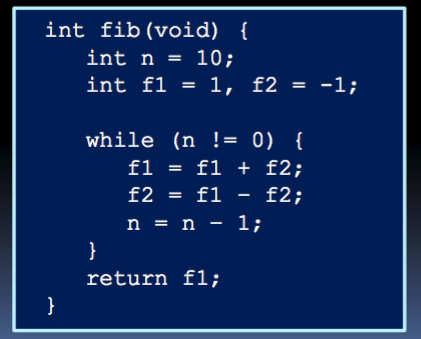 int fib(void) {
    int n = 10;
    int f1 = 1, f2 = -1;

    while (n != 0) {
        f1 = f1 + f2;
        f2 = f1 - f2;
        n = n - 1;
    }
    return f1;
}